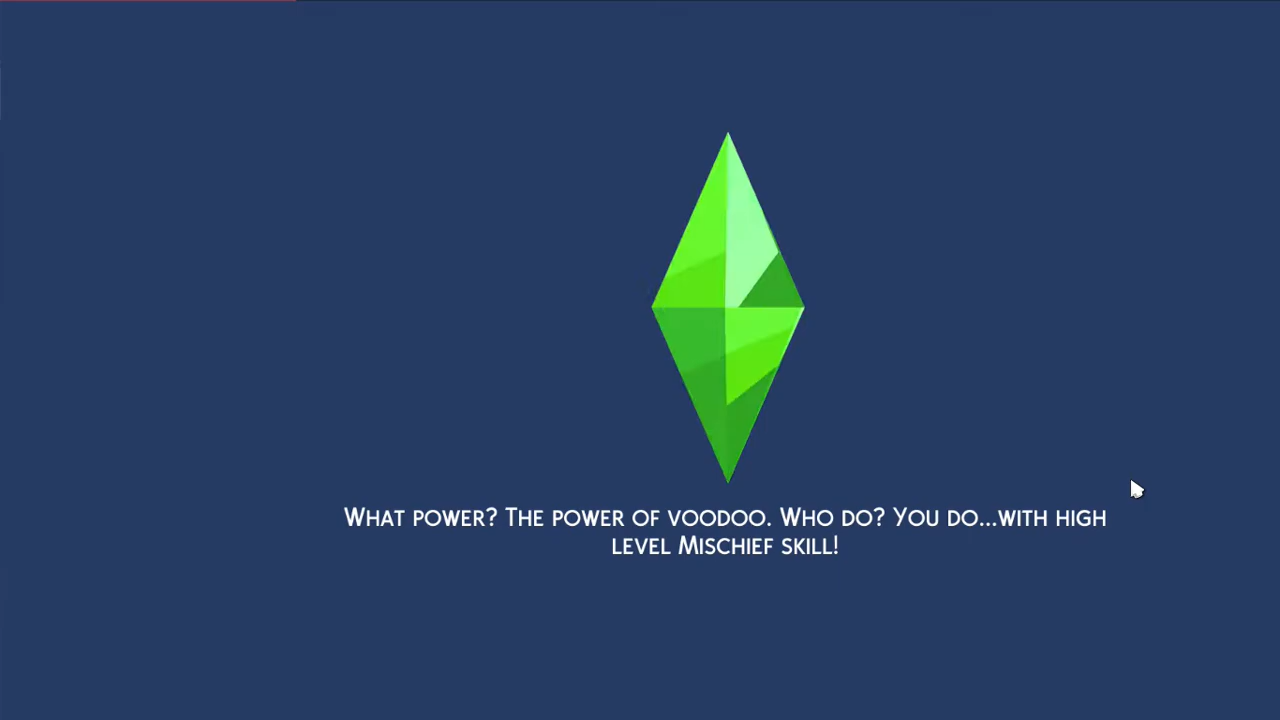 What power? The power of voodoo. Who do? You do...with high
level Mischief skill!